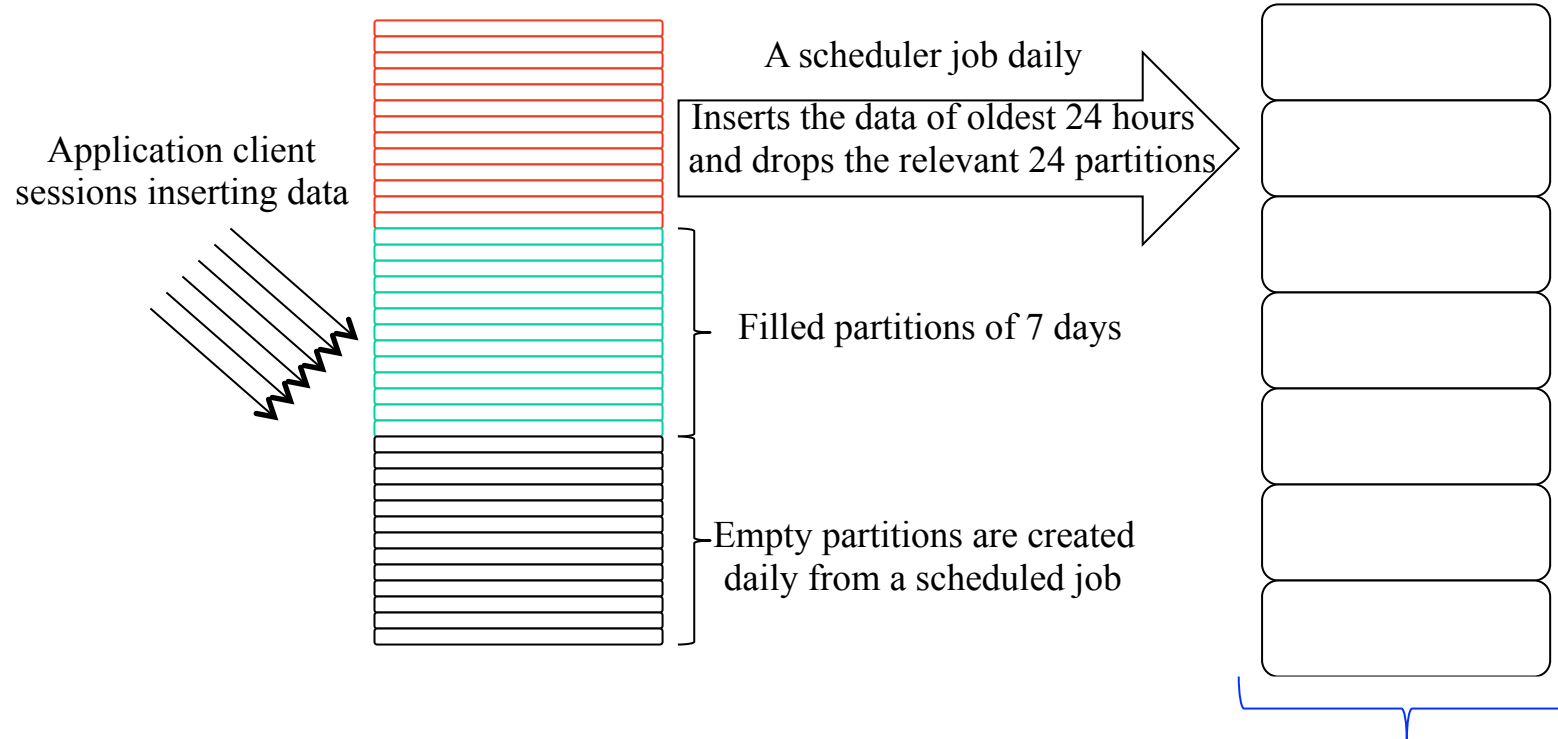 A scheduler job daily
Inserts the data of oldest 24 hours
and drops the relevant 24 partitions
Application client
sessions inserting data
Filled partitions of 7 days
Empty partitions are created
daily from a scheduled job